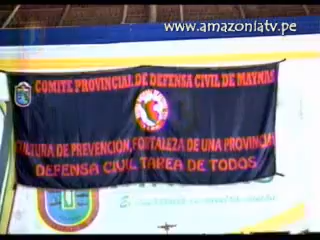 www.amazoniatv.pe
COMITE PROVINCIAL DE DEFENSA CIVIL DE MAYNAS
CULTURA DE PREVENCION, FORTALEZA DE UNA PROVINCIA
DEFENSA CIVIL TAREA DE TODOS